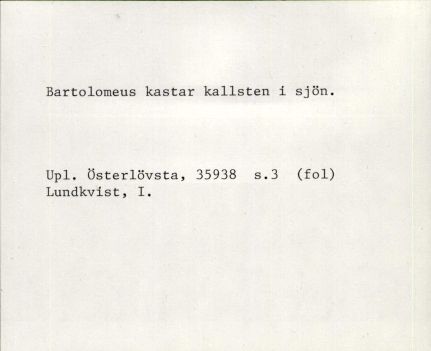 Bartolomeus kastar kallsten i sjön.
Upl. Österlövsta, 35938 s.3 (fol)
Lundkvist, I.